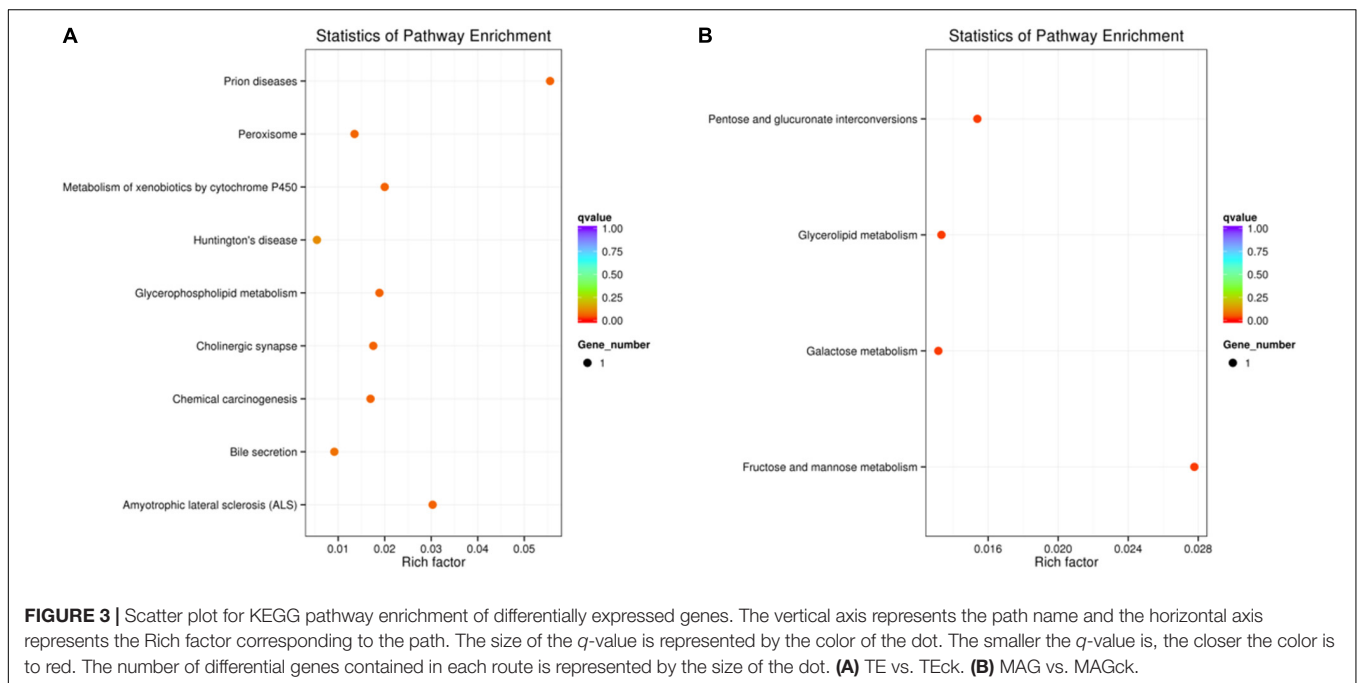 A
Statistics of Pathway Enrichment
Prion diseases
Peroxisome
Metabolism of xenobiotics by cytochrome P450
Huntington's disease
Glycerophospholipid metabolism
Cholinergic synapse
Chemical carcinogenesis
Bile secretion
Amyotrophic lateral sclerosis (ALS)
0.01 0.02 0.03 0.04 0.05
Rich factor
qvalue
1.00
0.75
0.50
0.25
0.00
Gene_number
1
B
Statistics of Pathway Enrichment
Pentose and glucuronate interconversions
Glycerolipid metabolism
Galactose metabolism
Fructose and mannose metabolism
0.016 0.020 0.024 0.028
Rich factor
qvalue
1.00
0.75
0.50
0.25
0.00
Gene_number
1
FIGURE 3 | Scatter plot for KEGG pathway enrichment of differentially expressed genes. The vertical axis represents the path name and the horizontal axis
represents the Rich factor corresponding to the path. The size of the q-value is represented by the color of the dot. The smaller the q-value is, the closer the color is
to red. The number of differential genes contained in each route is represented by the size of the dot. (A) TE vs. TEck. (B) MAG vs. MAGck.